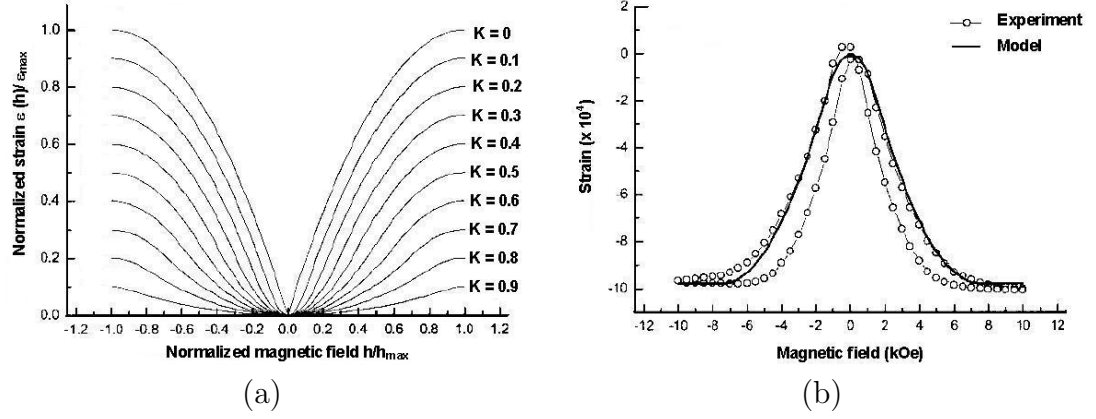 1.0
0.8
0.6
0.4
0.2
0.0
Normalized strain ε (h)/ εmax
K = 0
K = 0.1
K = 0.2
K = 0.3
K = 0.4
K = 0.5
K = 0.6
K = 0.7
K = 0.8
K = 0.9
-1.2 -1.0 -0.8 -0.6 -0.4 -0.2 0.0 0.2 0.4 0.6 0.8 1.0 1.2
Normalized magnetic field h/hmax
(a)
Experiment
Model
0
-2
-4
-6
-8
-10
Strain (x 10⁴)
-10 -8 -6 -4 -2 0 2 4 6 8 10 12
Magnetic field (kOe)
(b)